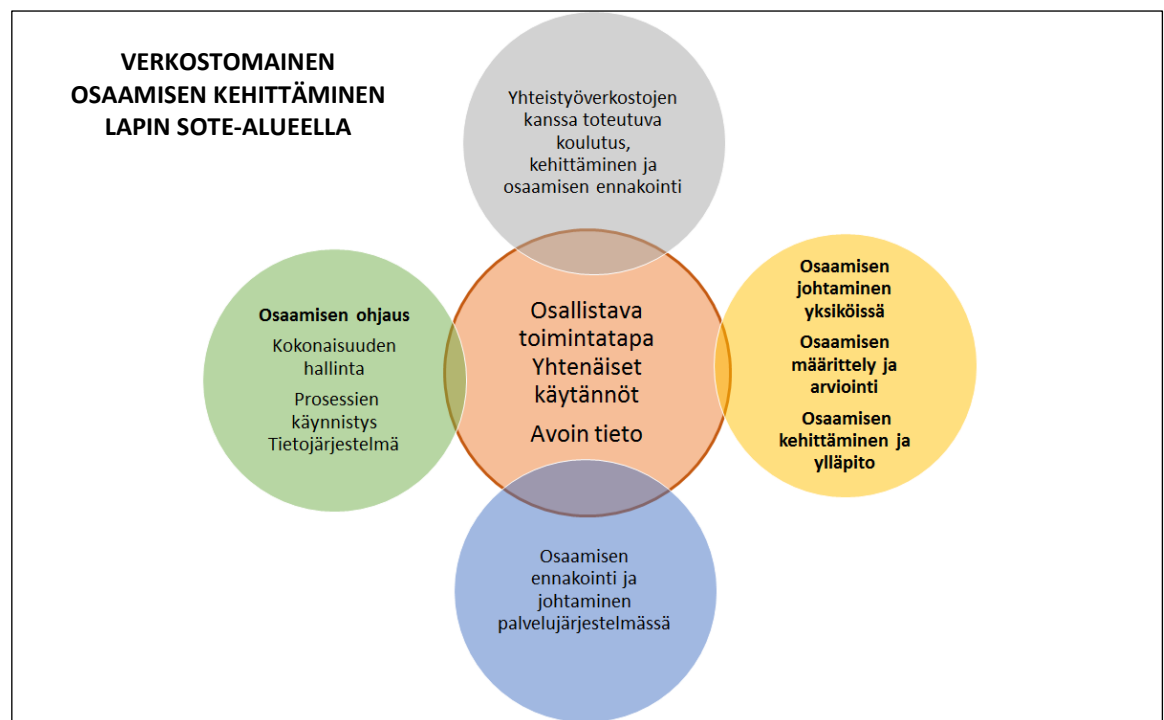 VERKOSTOMAINEN
OSAAMISEN KEHITTÄMINEN
LAPIN SOTE-ALUEELLA
Yhteistyöverkostojen
kanssa toteutuva
koulutus,
kehittäminen ja
osaamisen ennakointi
Osaamisen ohjaus
Kokonaisuuden
hallinta
Prosessien
käynnistys
Tietojärjestelmä
Osallistava
toimintatapa
Yhtenäiset
käytännöt
Avoin tieto
Osaamisen
johtaminen
yksiköissä
Osaamisen
määrittely ja
arviointi
Osaamisen
kehittäminen ja
ylläpito
Osaamisen
ennakointi ja
johtaminen
palvelujärjestelmässä